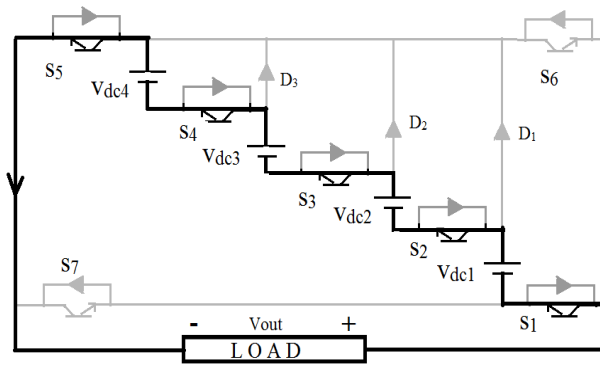 S5
S6
Vdc4
D3
S4
D2
D1
Vdc3
S3
Vdc2
S2
Vdc1
S7
S1
- Vout +
LOAD